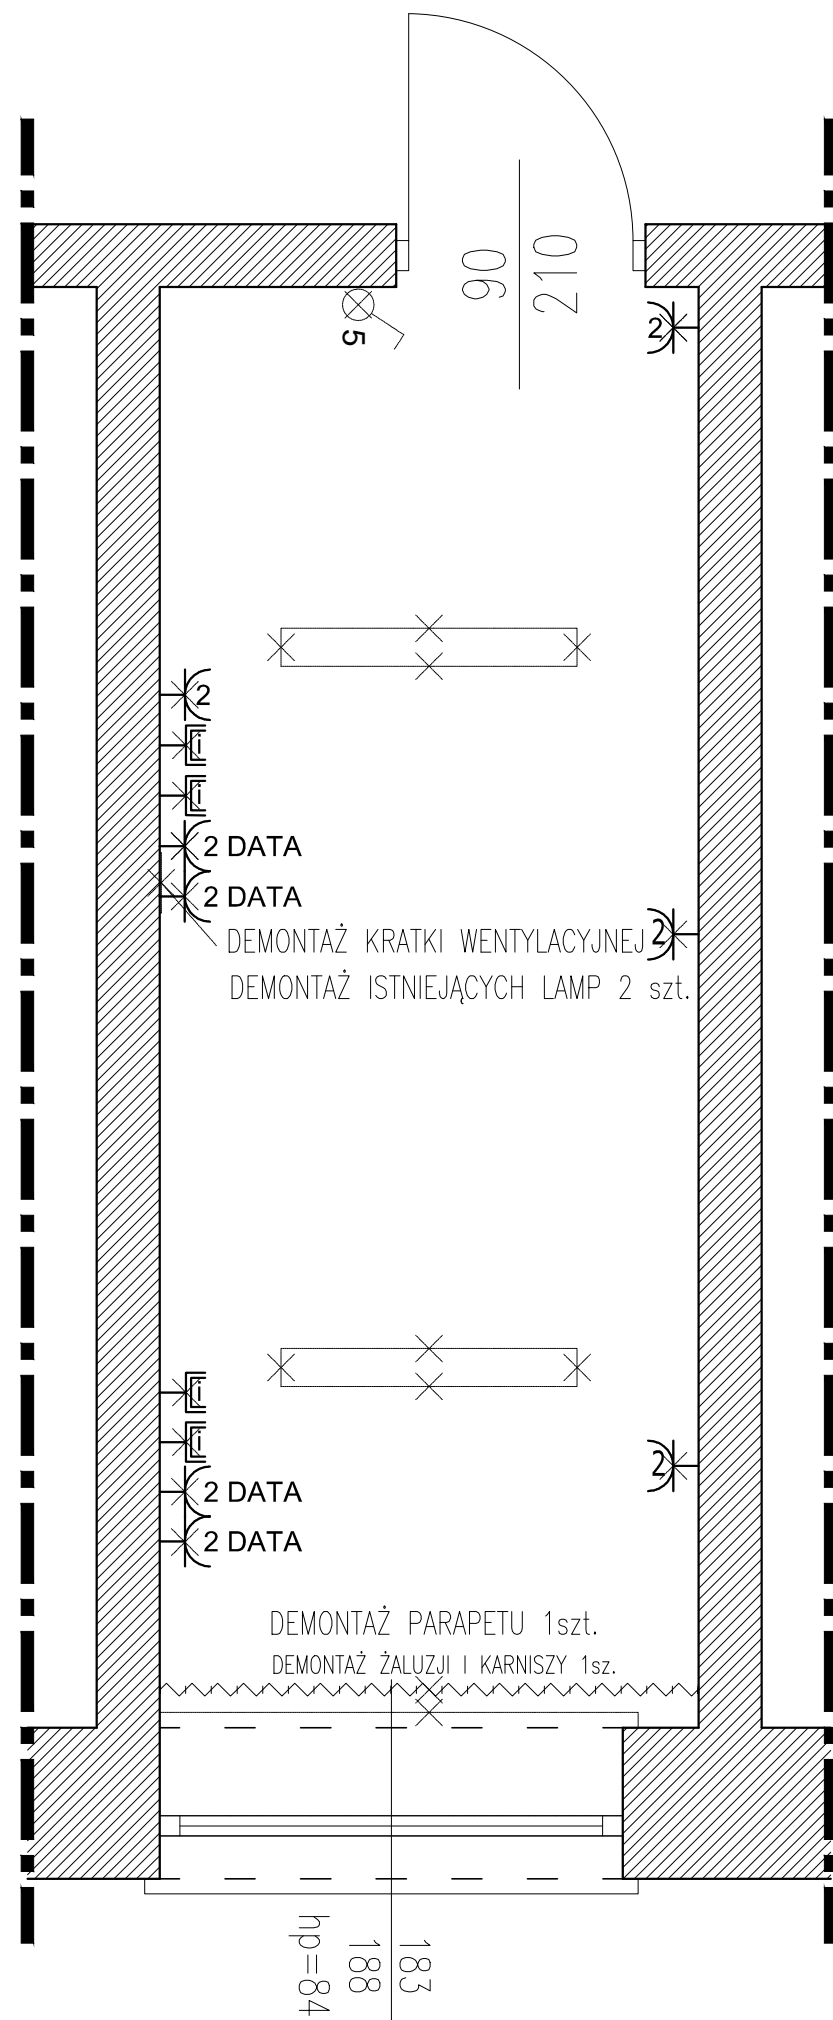 90
210
5
2
2
2 DATA
2 DATA
DEMONTAŻ KRATKI WENTYLACYJNEJ
2
DEMONTAŻ ISTNIEJĄCYCH LAMP 2 szt.
2
2 DATA
2 DATA
DEMONTAŻ PARAPETU 1szt.
DEMONTAŻ ŻALUZJI I KARNISZY 1sz.
183
188
hp=84